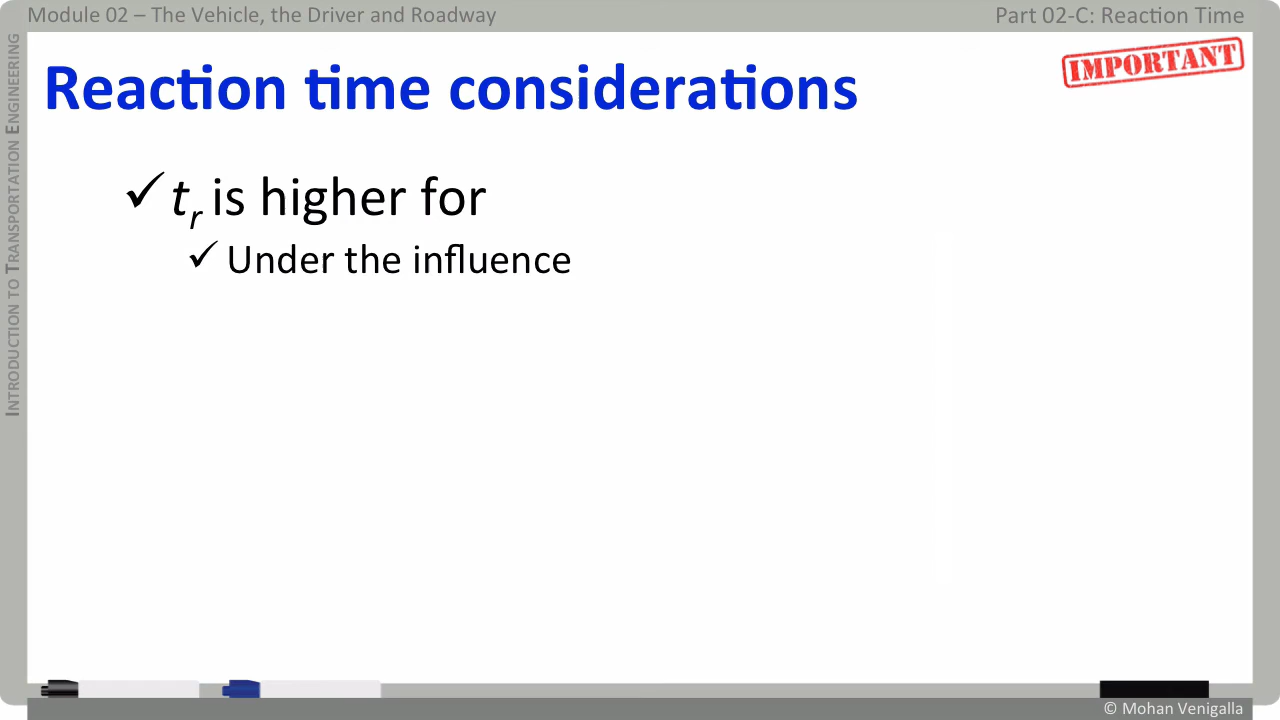 Module 02 – The Vehicle, the Driver and Roadway
Part 02-C: Reaction Time
INTRODUCTION TO TRANSPORTATION ENGINEERING
IMPORTANT
Reaction time considerations
✓ tr is higher for
✓ Under the influence
© Mohan Venigalla